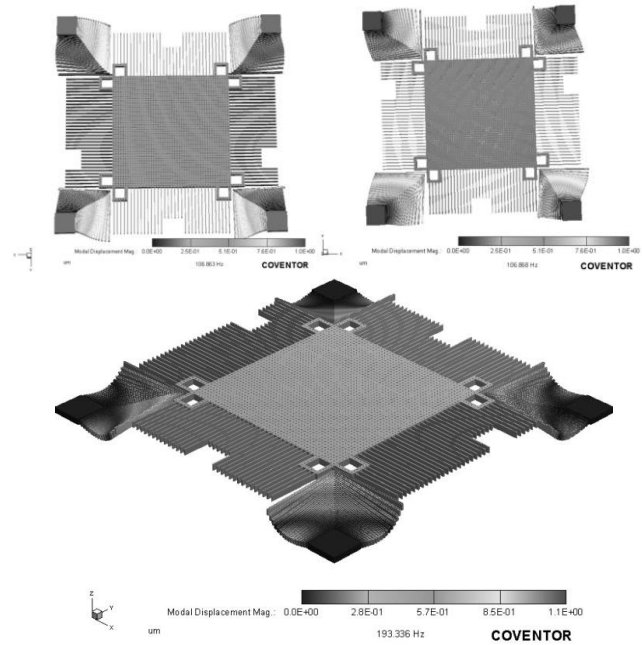 Modal Displacement Mag.: 0.0E+00 2.5E-01 5.1E-01 7.6E-01 1.0E+00
um
COVENTOR
Modal Displacement Mag.: 0.0E+00 2.5E-01 5.1E-01 7.6E-01 1.0E+00
um
COVENTOR
Z
Y
X
Modal Displacement Mag.: 0.0E+00 2.8E-01 5.7E-01 8.5E-01 1.1E+00
um
193.336 Hz COVENTOR